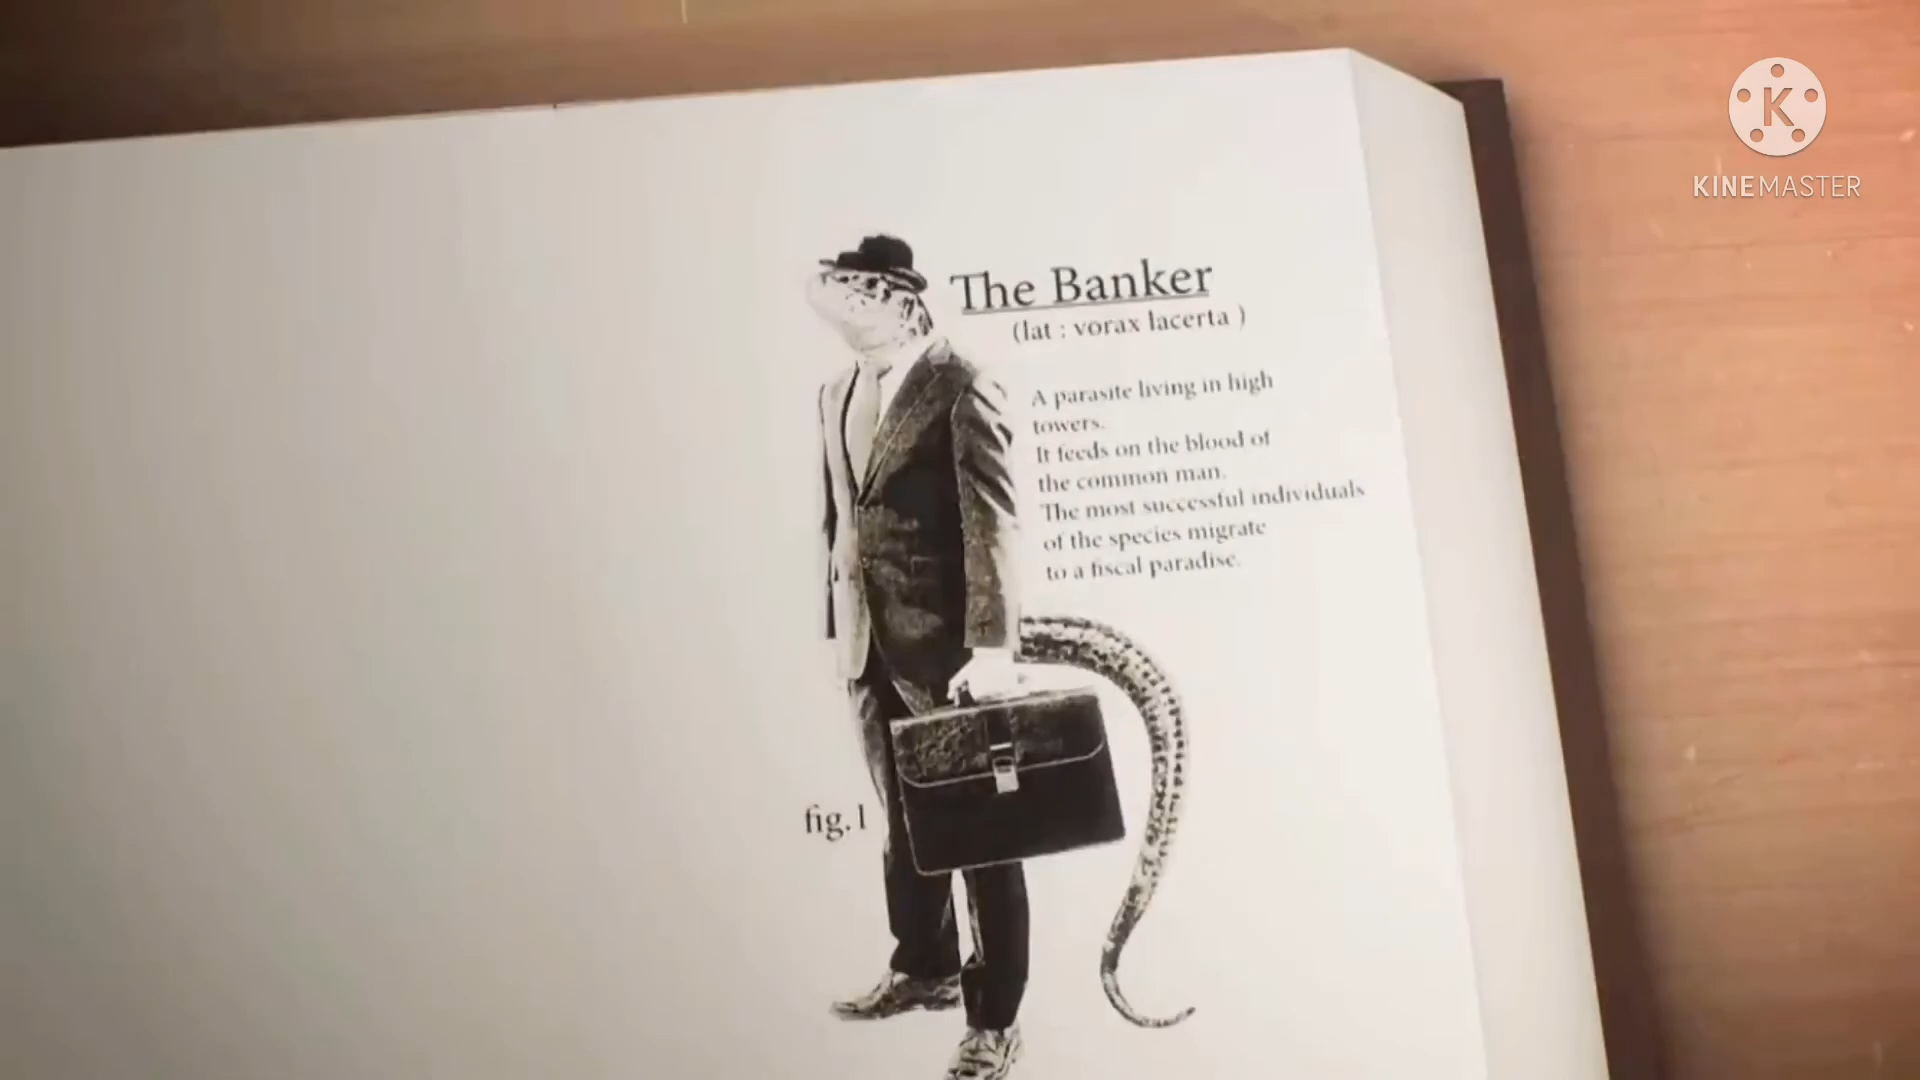 K
KINEMASTER
The Banker
(lat : vorax lacerta )
A parasite living in high
towers.
It feeds on the blood of
the common man.
The most successful individuals
of the species migrate
to a fiscal paradise.
fig.1